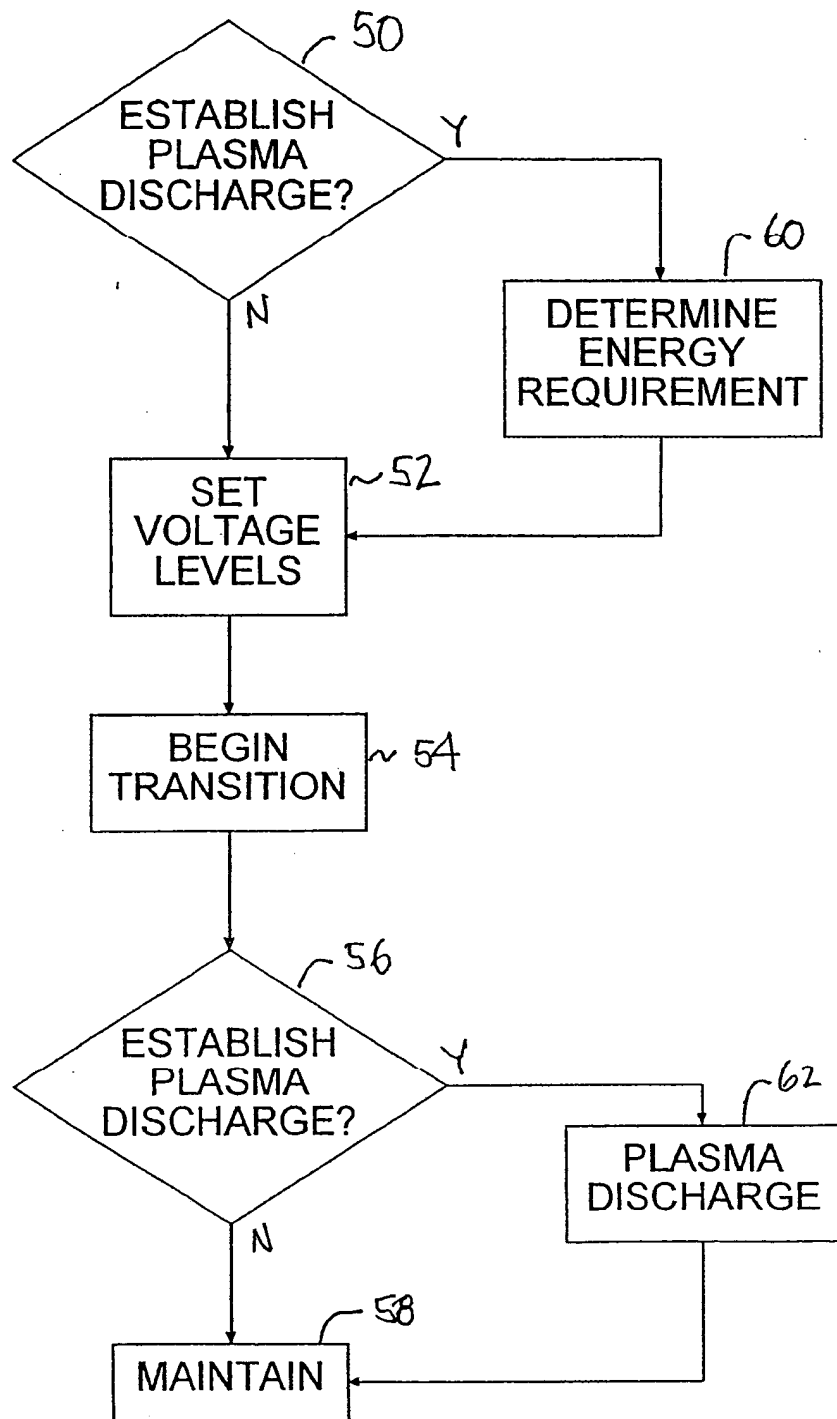 50
ESTABLISH
PLASMA
DISCHARGE?
Y
N
60
DETERMINE
ENERGY
REQUIREMENT
52
SET
VOLTAGE
LEVELS
BEGIN
TRANSITION
54
56
ESTABLISH
PLASMA
DISCHARGE?
Y
N
62
PLASMA
DISCHARGE
58
MAINTAIN